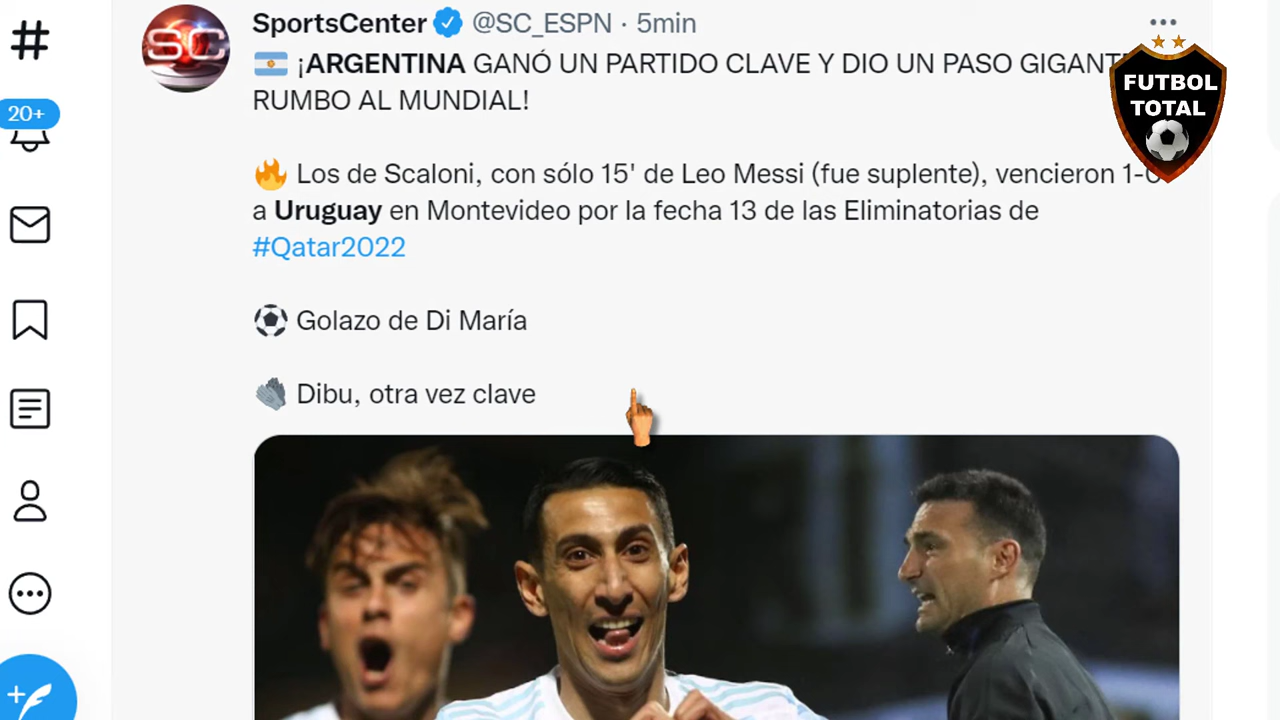 SportsCenter @SC_ESPN · 5min
¡ARGENTINA GANÓ UN PARTIDO CLAVE Y DIO UN PASO GIGANTE
RUMBO AL MUNDIAL!
20+
Los de Scaloni, con sólo 15' de Leo Messi (fue suplente), vencieron 1-0
a Uruguay en Montevideo por la fecha 13 de las Eliminatorias de
#Qatar2022
Golazo de Di María
Dibu, otra vez clave
SC
FUTBOL
TOTAL